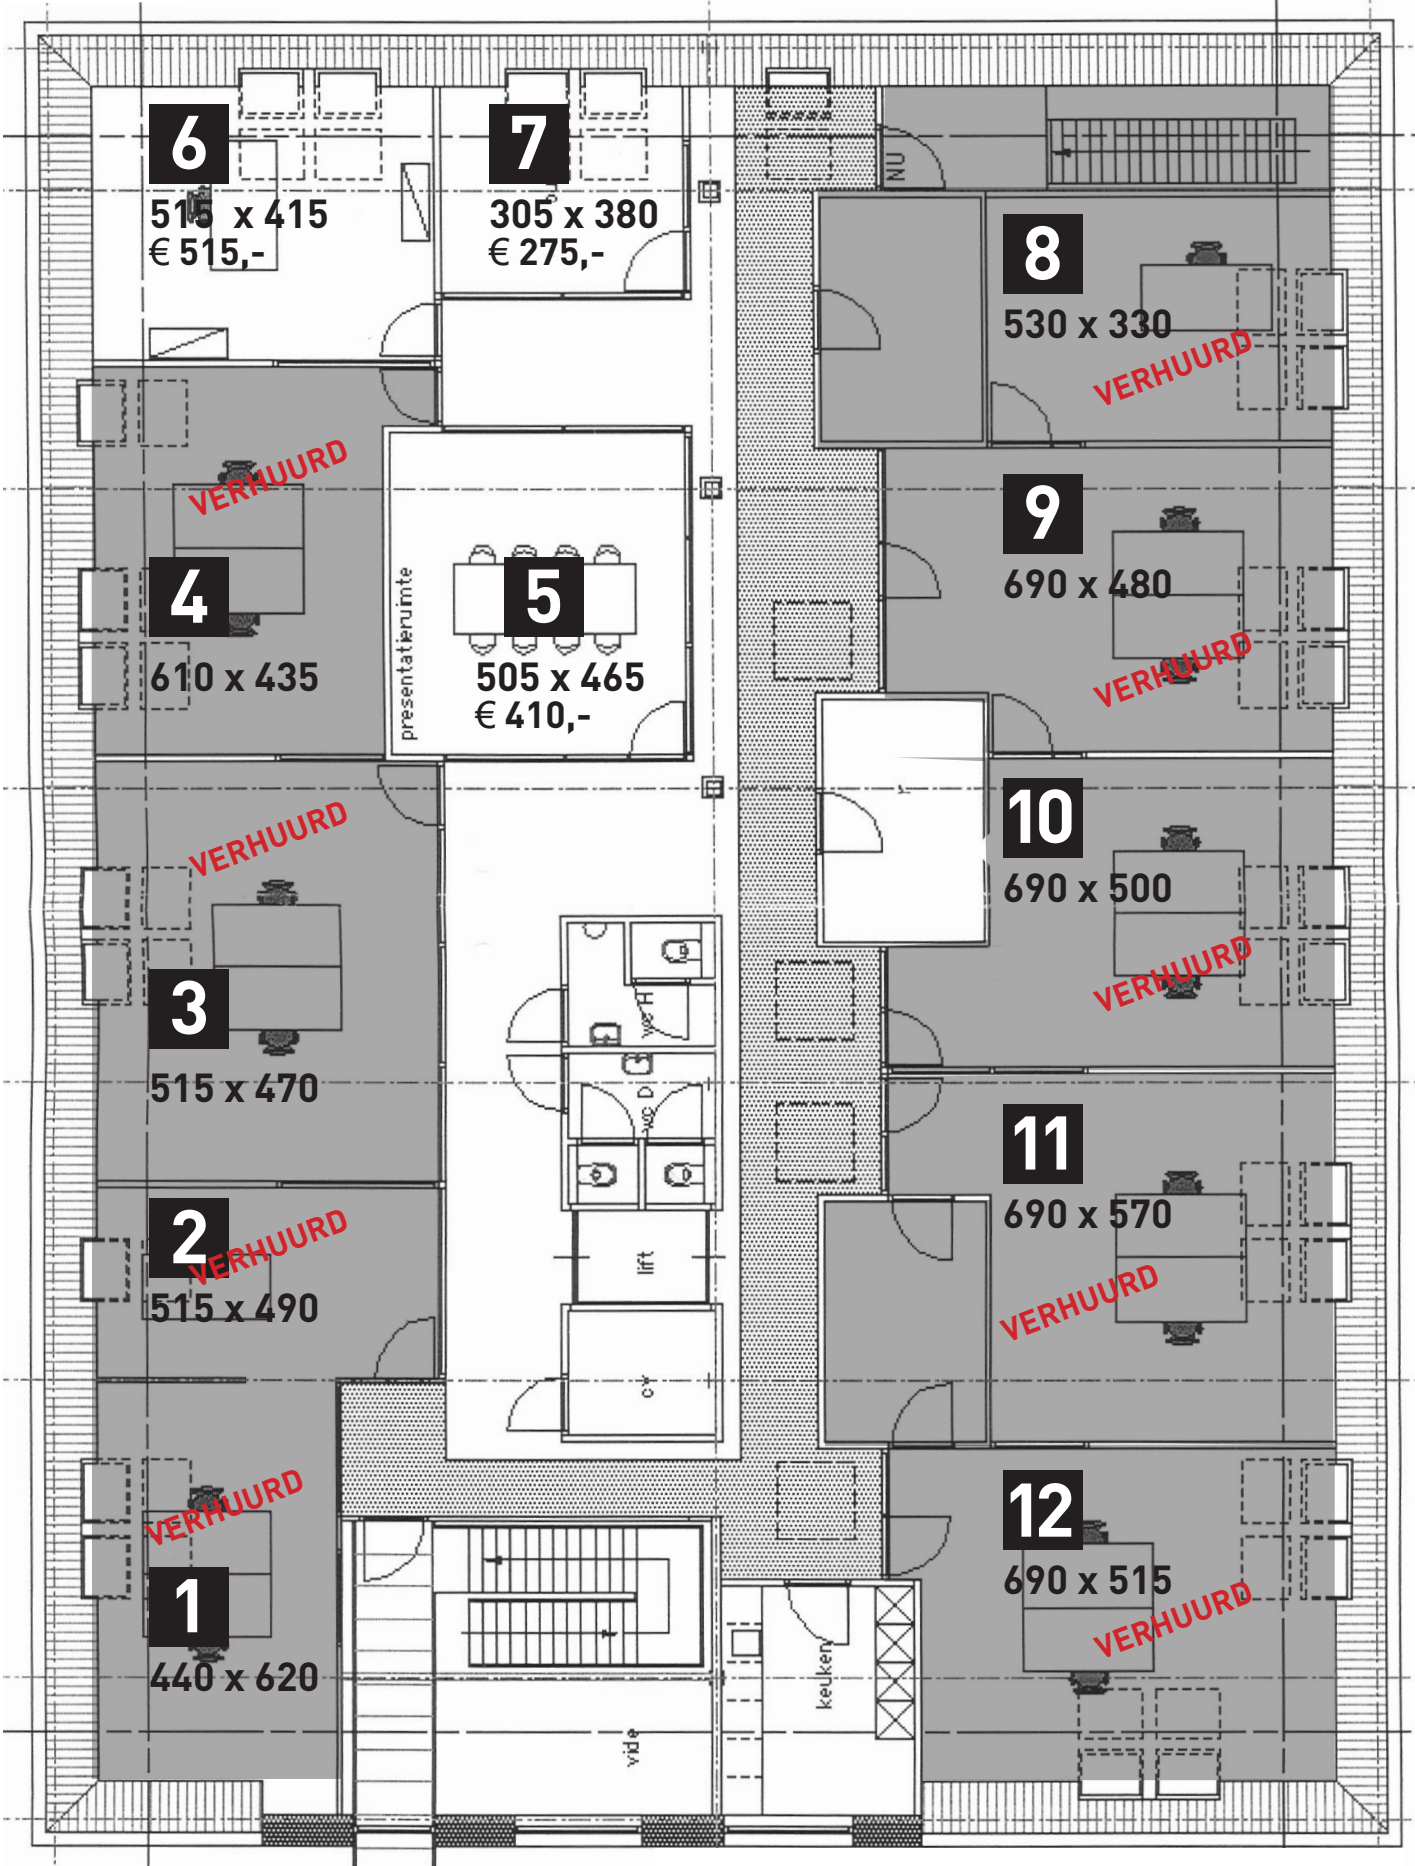 6
515 x 415
€ 515,-
7
305 x 380
€ 275,-
NU
8
530 x 330
VERHUURD
VERHUURD
4
610 x 435
presentatieruimte
5
505 x 465
€ 410,-
9
690 x 480
VERHUURD
10
690 x 500
VERHUURD
VERHUURD
3
515 x 470
wc H
wc D
lift
cv
11
690 x 570
VERHUURD
2
VERHUURD
515 x 490
VERHUURD
1
440 x 620
12
690 x 515
VERHUURD
keuken
vide